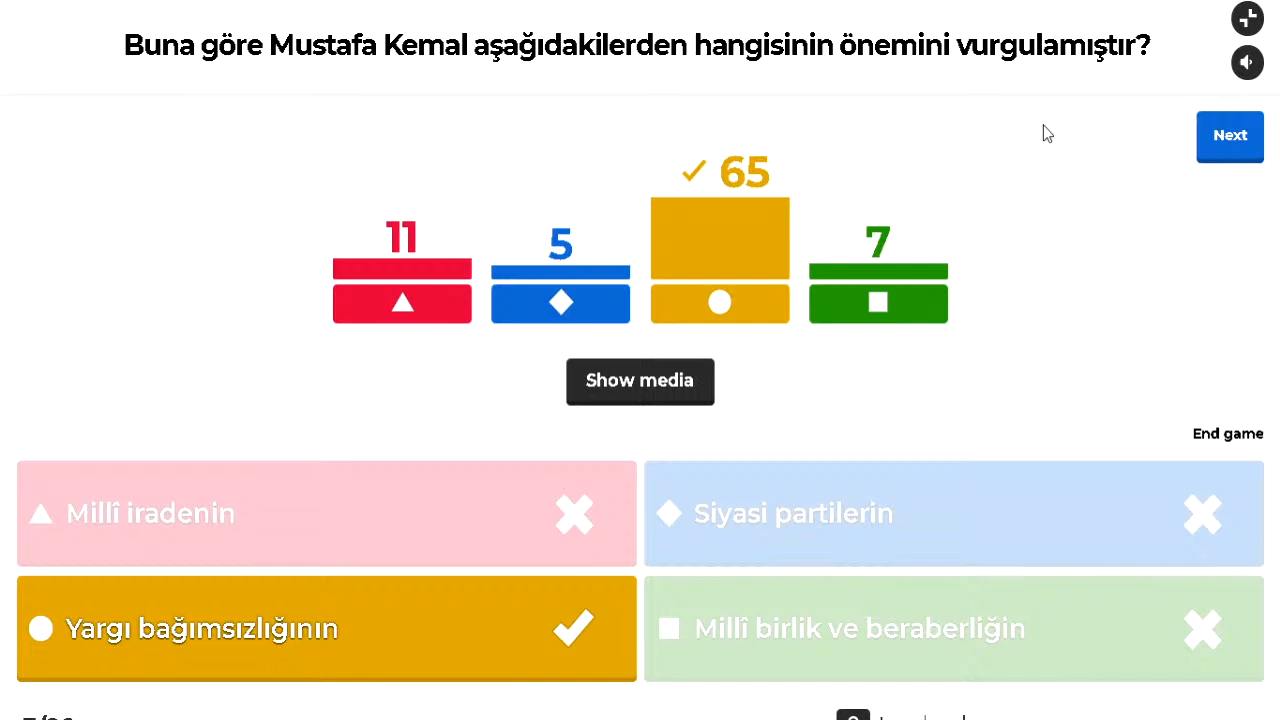 Buna göre Mustafa Kemal aşağıdakilerden hangisinin önemini vurgulamıştır?
Next
65
11
5
7
Show media
End game
Millî iradenin
Siyasi partilerin
Yargı bağımsızlığının
Millî birlik ve beraberliğin